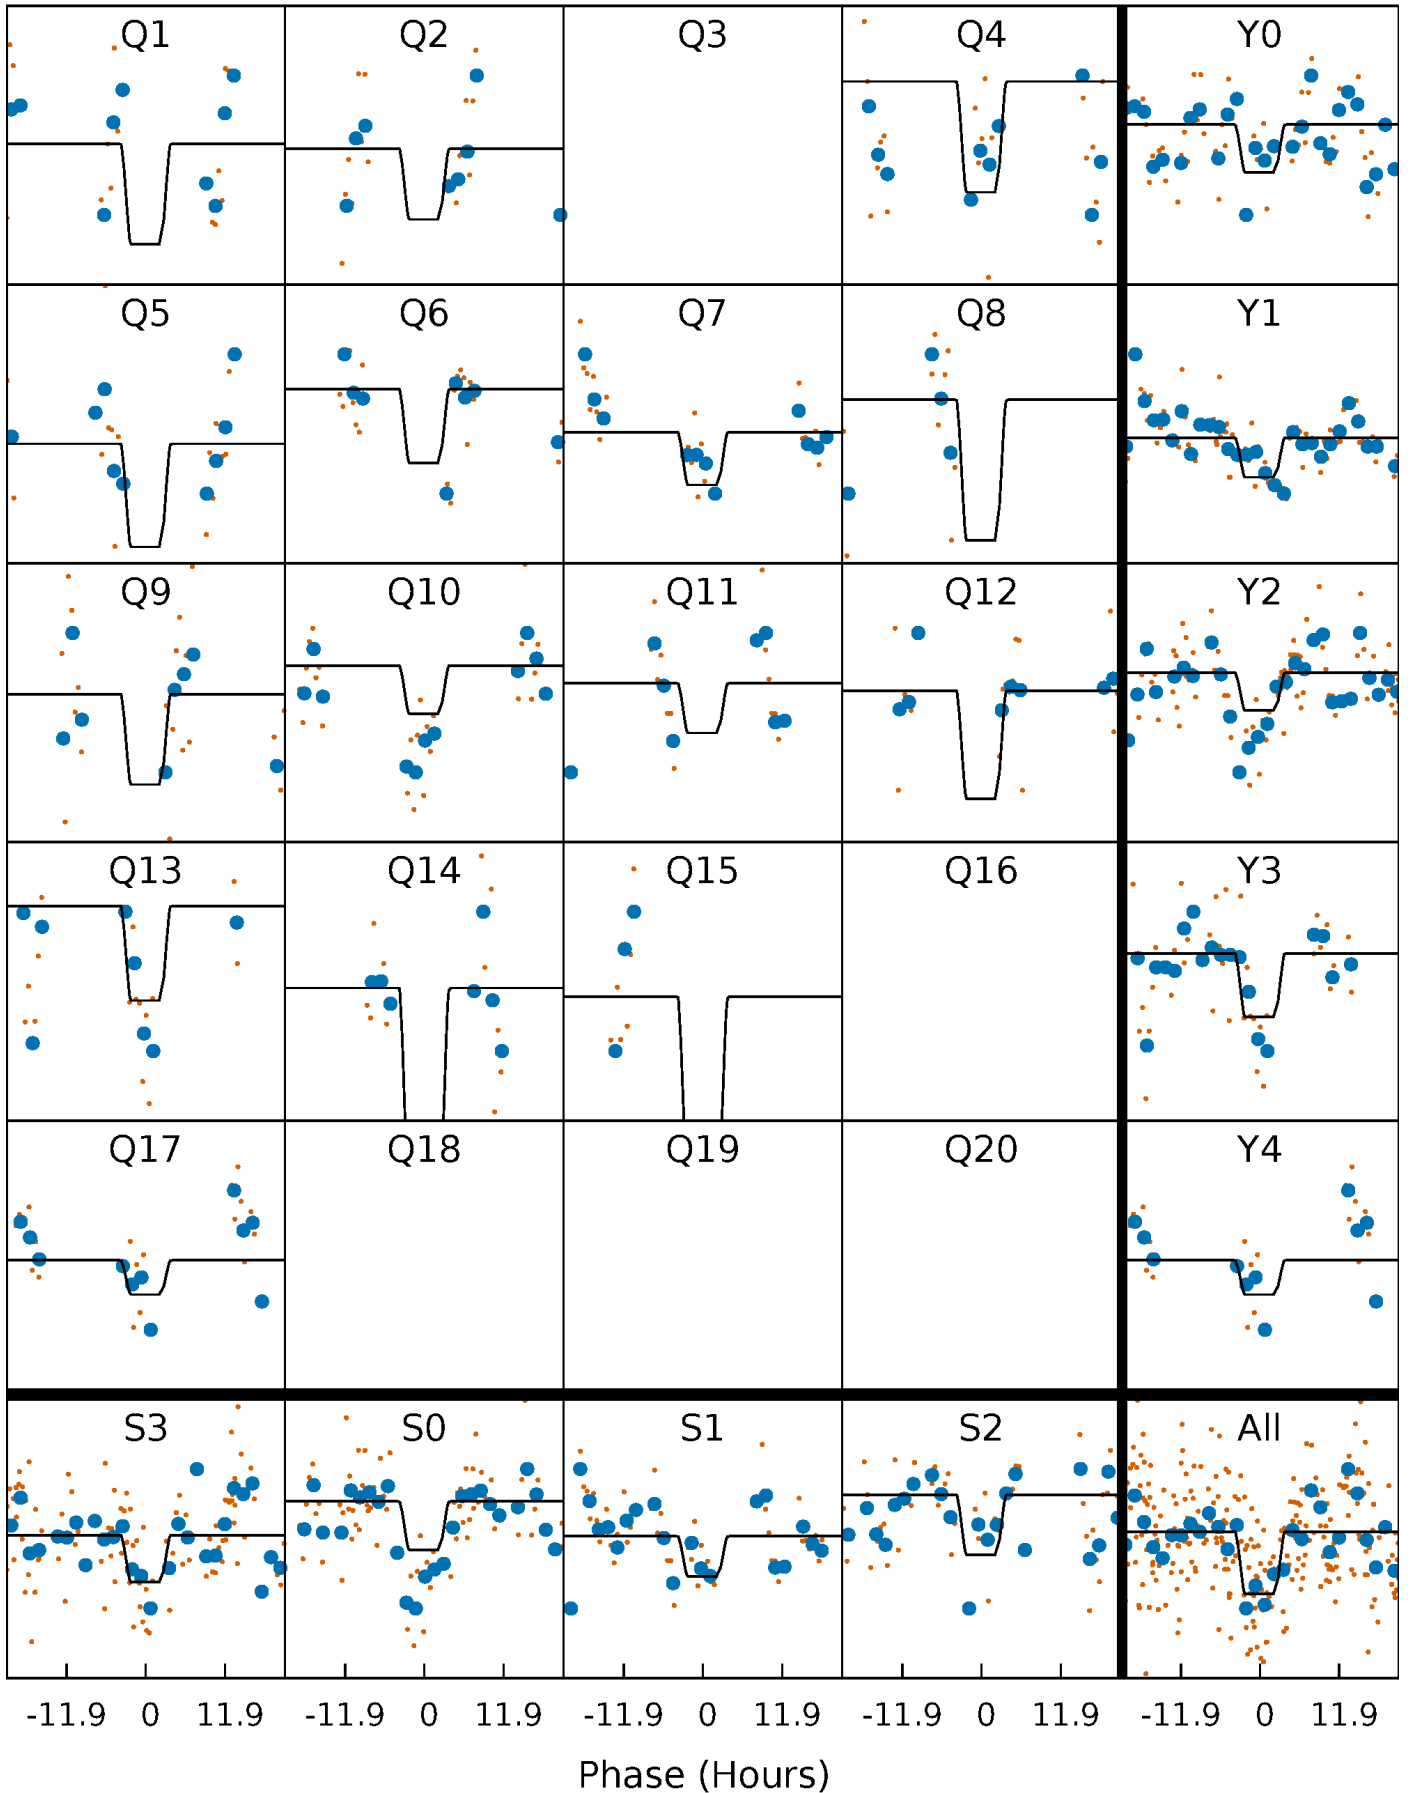 Q1 Q2 Q3 Q4 Y0
Q5 Q6 Q7 Q8 Y1
Q9 Q10 Q11 Q12 Y2
Q13 Q14 Q15 Q16 Y3
Q17 Q18 Q19 Q20 Y4
S3 S0 S1 S2 All
-11.9 0 11.9 -11.9 0 11.9 -11.9 0 11.9 -11.9 0 11.9 -11.9 0 11.9
Phase (Hours)